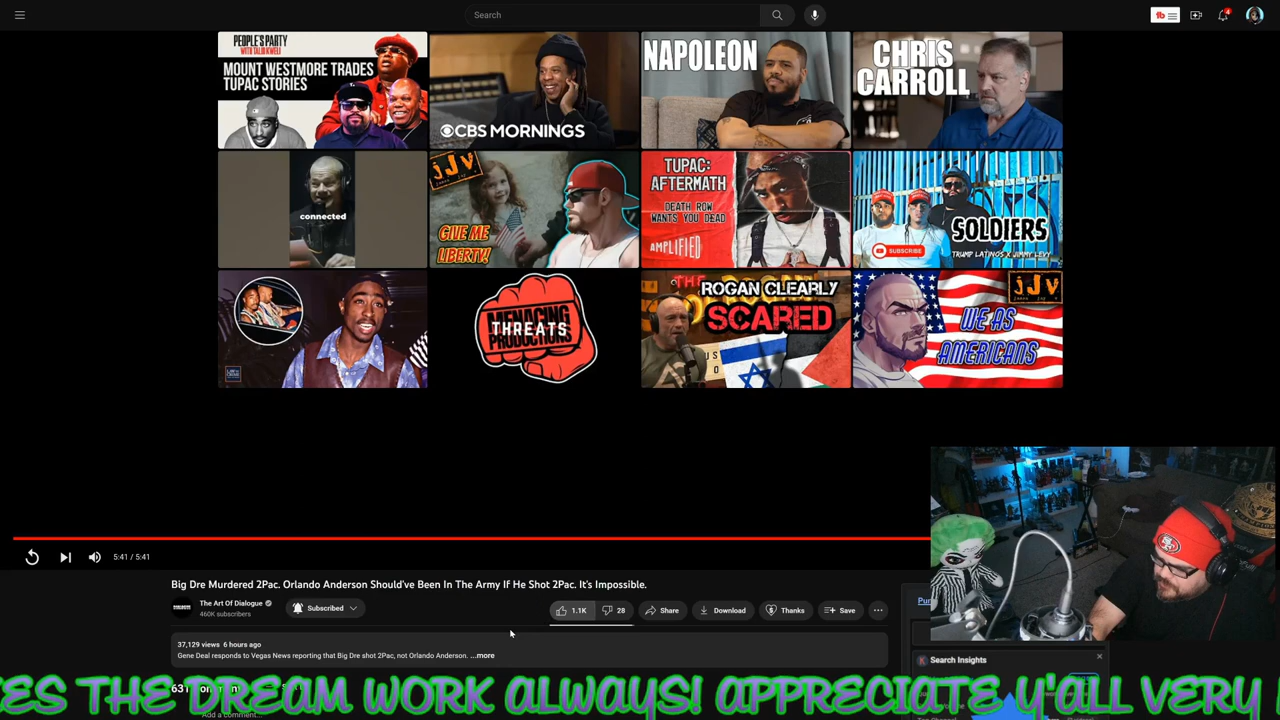 Search
4
PEOPLE'S PARTY
WITH TALIB KWELI
MOUNT WESTMORE TRADES
TUPAC STORIES
CBS MORNINGS
NAPOLEON
CHRIS
CARROLL
connected
jJv
GIVE ME
LIBERTY!
TUPAC:
AFTERMATH
DEATH ROW
WANTS YOU DEAD
AMPLIFIED
SOLDIERS
SUBSCRIBE
TRUMP LATINOS X JIMMY LEVY
MENACING
THREATS
PRODUCTIONS
THE
ROGAN CLEARLY
SCARED
jJv
WE AS
AMERICANS
5:41 / 5:41
Big Dre Murdered 2Pac. Orlando Anderson Should've Been In The Army If He Shot 2Pac. It's Impossible.
The Art Of Dialogue
460K subscribers
Subscribed
1.1K
28
Share
Download
Thanks
Save
37,129 views 6 hours ago
Gene Deal responds to Vegas News reporting that Big Dre shot 2Pac, not Orlando Anderson. ...more
Search Insights
ES THE DREAM WORK ALWAYS! APPRECIATE Y'ALL VERY
Add a comment...